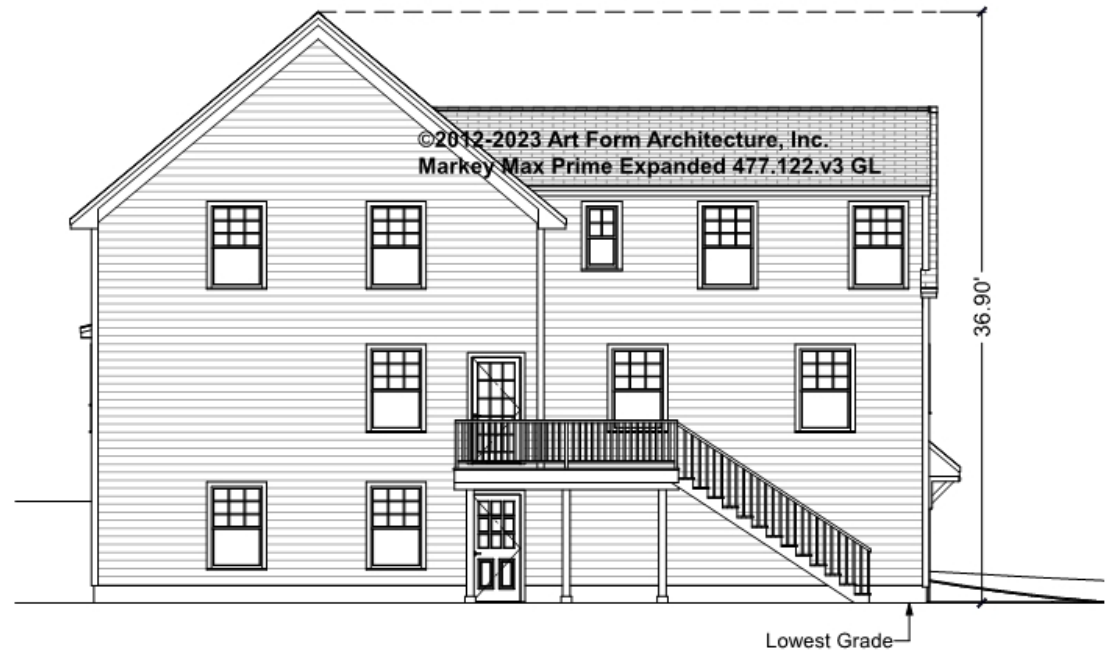 ©2012-2023 Art Form Architecture, Inc.
Markey Max Prime Expanded 477.122.v3 GL
36.90'
Lowest Grade